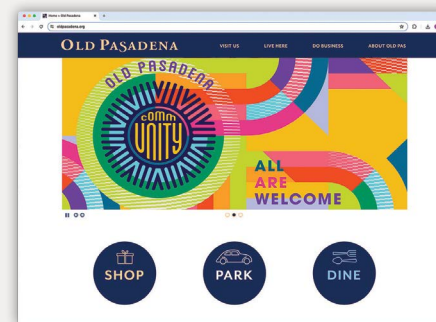 Home » Old Pasadena
oldpasadena.org
OLD PASADENA
VISIT US
LIVE HERE
DO BUSINESS
ABOUT OLD PAS
OLD PASADENA
COMM
UNITY
ALL
ARE
WELCOME
SHOP
PARK
DINE